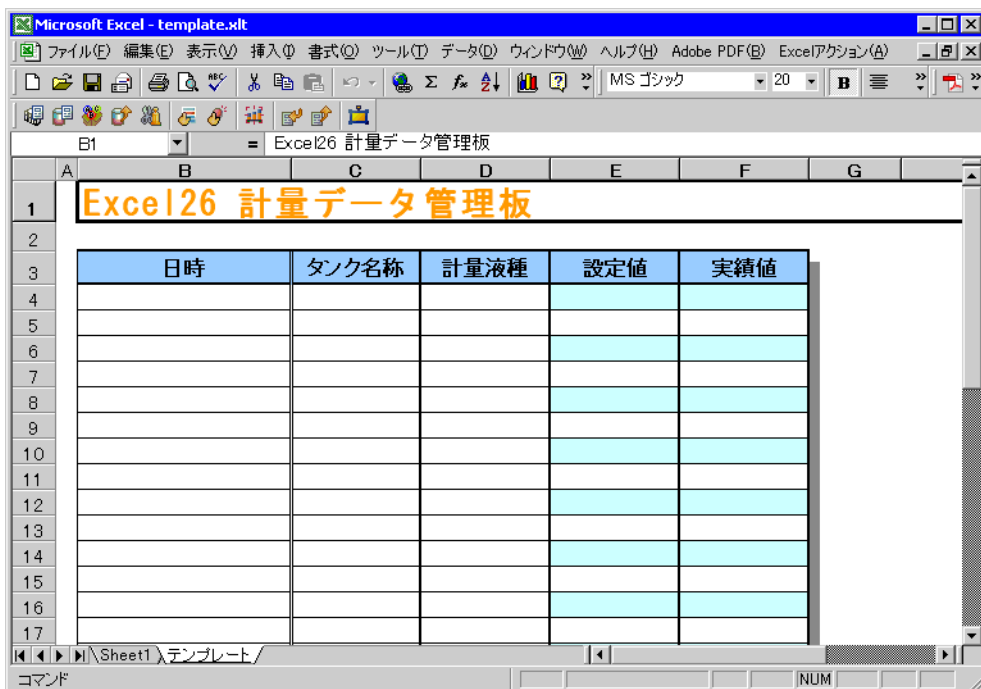 Microsoft Excel - template.xlt
ファイル(F) 編集(E) 表示(V) 挿入(I) 書式(O) ツール(T) データ(D) ウィンドウ(W) ヘルプ(H) Adobe PDF(B) Excelアクション(A)
MS ゴシック 20 B
B1 = Excel26 計量データ管理板
A B C D E F G
1 Excel26 計量データ管理板
2
3 日時 タンク名称 計量液種 設定値 実績値
4
5
6
7
8
9
10
11
12
13
14
15
16
17
Sheet1 テンプレート
コマンド NUM